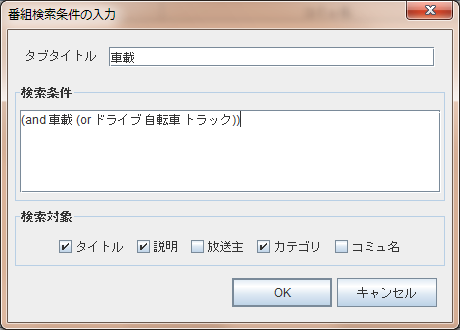 番組検索条件の入力
タブタイトル 車載
検索条件
(and 車載 (or ドライブ 自転車 トラック))
検索対象
タイトル 説明 放送主 カテゴリ コミュ名
OK キャンセル